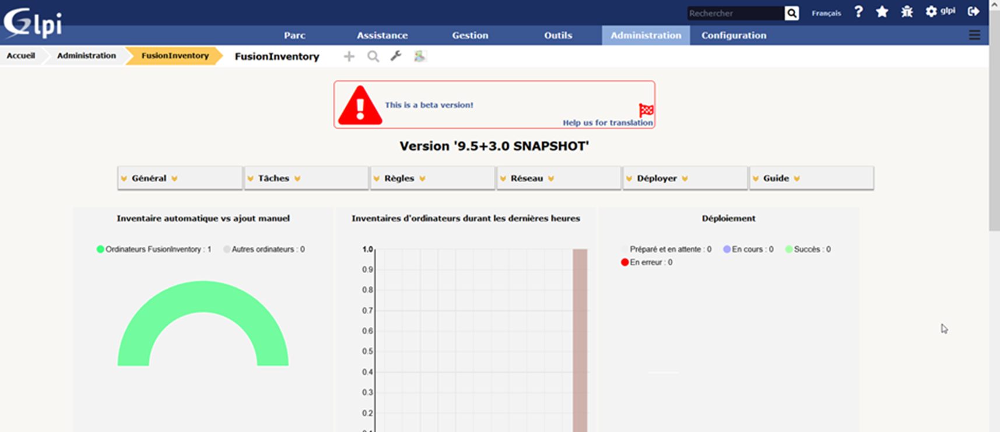 Glpi
Rechercher
Français
?
glpi
Parc
Assistance
Gestion
Outils
Administration
Configuration
Accueil
Administration
FusionInventory
FusionInventory
This is a beta version!
Help us for translation
Version '9.5+3.0 SNAPSHOT'
Général
Tâches
Règles
Réseau
Déployer
Guide
Inventaire automatique vs ajout manuel
Ordinateurs FusionInventory : 1
Autres ordinateurs : 0
Inventaires d'ordinateurs durant les dernières heures
1.0
0.9
0.8
0.7
0.6
0.5
0.4
0.3
0.2
Déploiement
Préparé et en attente : 0
En cours : 0
Succès : 0
En erreur : 0